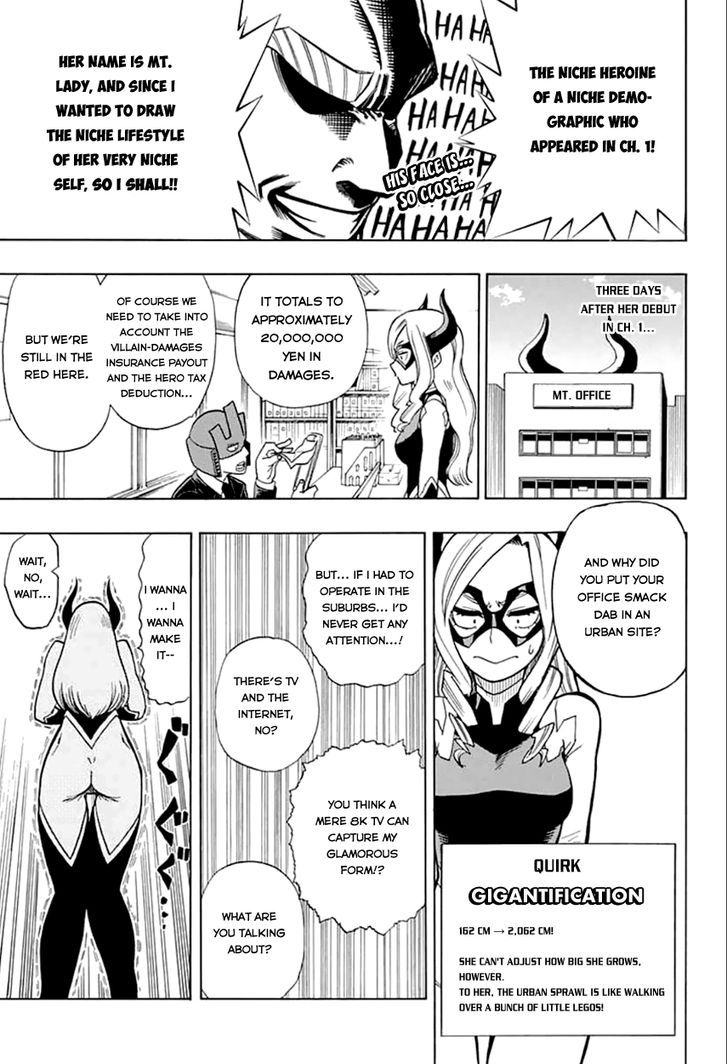 THE NICHE HEROINE
OF A NICHE DEMO-
GRAPHIC WHO
APPEARED IN CH. 1!
HA HA
HAHA
HAHAHA
HAHA
HIS FACE IS...
SO CLOSE...
HAHA
HAHAHA
HER NAME IS MT.
LADY, AND SINCE I
WANTED TO DRAW
THE NICHE LIFESTYLE
OF HER VERY NICHE
SELF, SO I SHALL!!
THREE DAYS
AFTER HER DEBUT
IN CH. 1...
MT. OFFICE
IT TOTALS TO
APPROXIMATELY
20,000,000
YEN IN
DAMAGES.
OF COURSE WE
NEED TO TAKE INTO
ACCOUNT THE
VILLAIN-DAMAGES
INSURANCE PAYOUT
AND THE HERO TAX
DEDUCTION...
BUT WE'RE
STILL IN THE
RED HERE.
AND WHY DID
YOU PUT YOUR
OFFICE SMACK
DAB IN AN
URBAN SITE?
QUIRK
GIGANTIFICATION
162 CM → 2,062 CM!
SHE CAN'T ADJUST HOW BIG SHE GROWS,
HOWEVER.
TO HER, THE URBAN SPRAWL IS LIKE WALKING
OVER A BUNCH OF LITTLE LEGOS!
BUT... IF I HAD TO
OPERATE IN THE
SUBURBS... I'D
NEVER GET ANY
ATTENTION...!
THERE'S TV
AND THE
INTERNET,
NO?
YOU THINK A
MERE 8K TV CAN
CAPTURE MY
GLAMOROUS
FORM!?
WHAT ARE
YOU TALKING
ABOUT?
I WANNA
... I
WANNA
MAKE
IT--
WAIT,
NO,
WAIT...